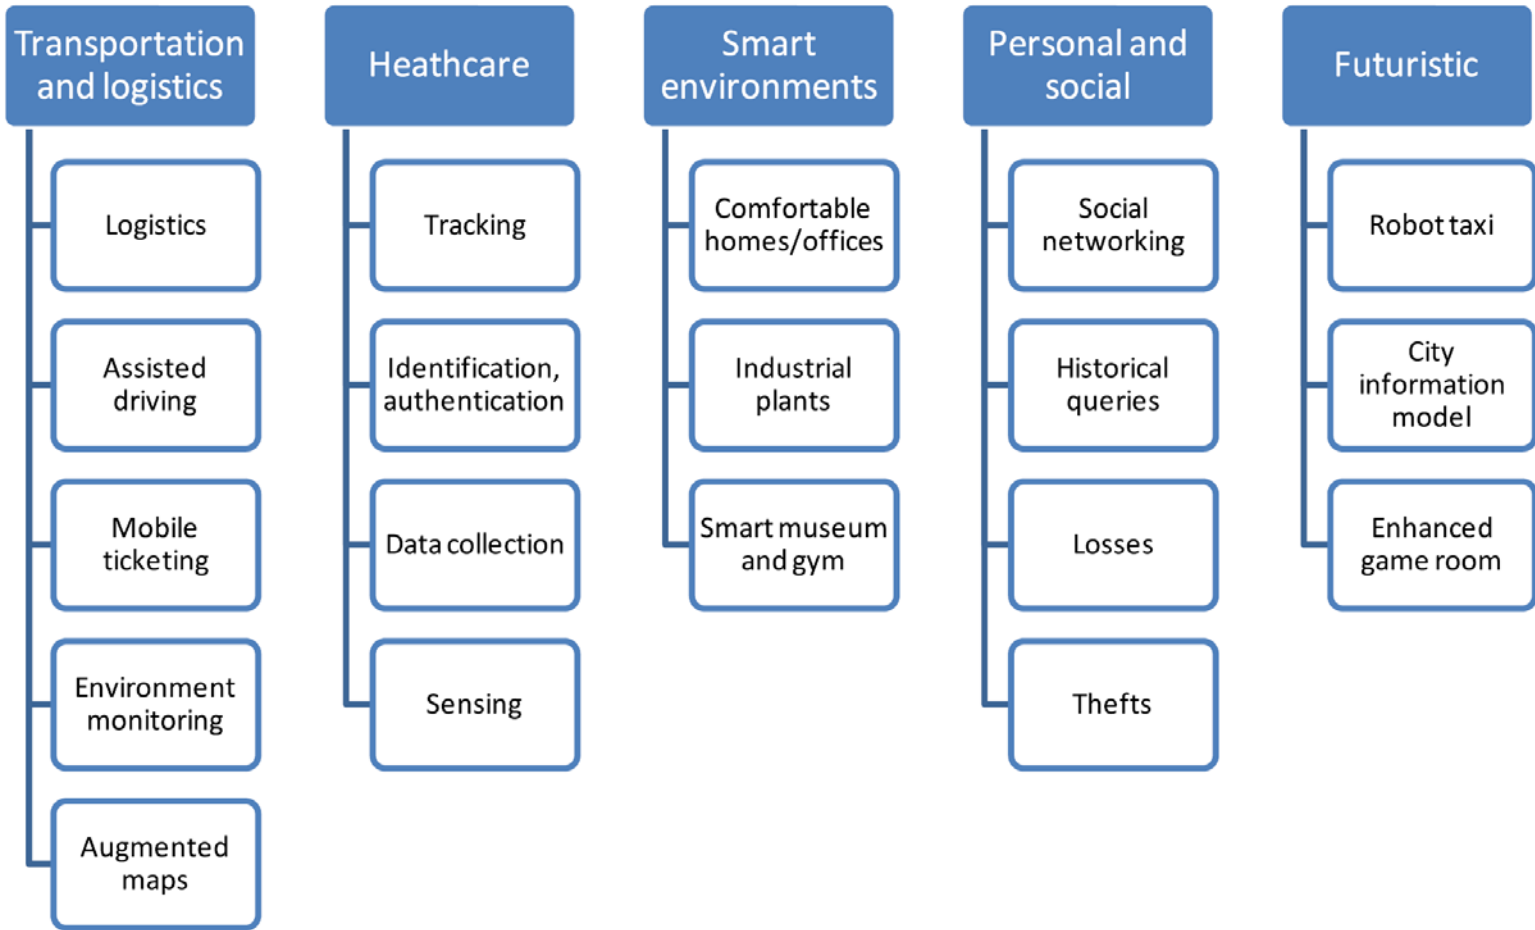 Transportation
and logistics
Logistics
Assisted
driving
Mobile
ticketing
Environment
monitoring
Augmented
maps
Heathcare
Tracking
Identification,
authentication
Data collection
Sensing
Smart
environments
Comfortable
homes/offices
Industrial
plants
Smart museum
and gym
Personal and
social
Social
networking
Historical
queries
Losses
Thefts
Futuristic
Robot taxi
City
information
model
Enhanced
game room